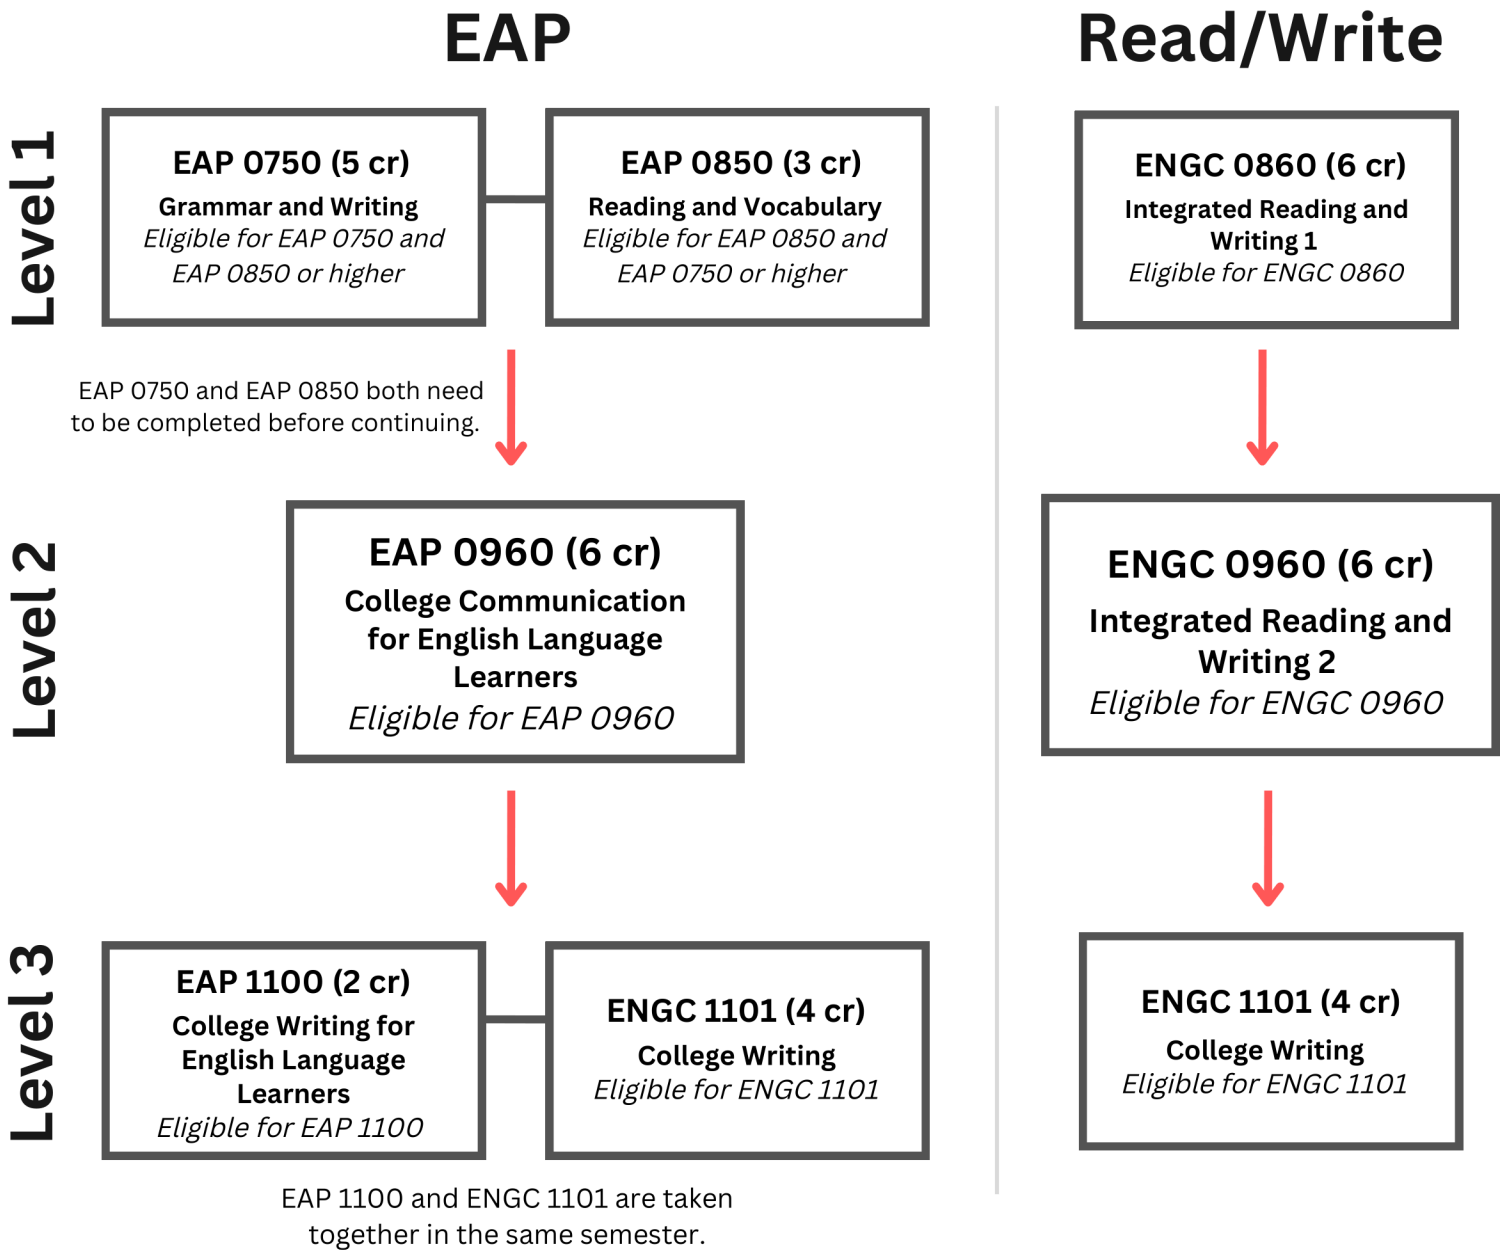 EAP
Read/Write
Level 1
EAP 0750 (5 cr)
Grammar and Writing
Eligible for EAP 0750 and
EAP 0850 or higher
EAP 0850 (3 cr)
Reading and Vocabulary
Eligible for EAP 0850 and
EAP 0750 or higher
ENGC 0860 (6 cr)
Integrated Reading and
Writing 1
Eligible for ENGC 0860
EAP 0750 and EAP 0850 both need
to be completed before continuing.
Level 2
EAP 0960 (6 cr)
College Communication
for English Language
Learners
Eligible for EAP 0960
ENGC 0960 (6 cr)
Integrated Reading and
Writing 2
Eligible for ENGC 0960
Level 3
EAP 1100 (2 cr)
College Writing for
English Language
Learners
Eligible for EAP 1100
ENGC 1101 (4 cr)
College Writing
Eligible for ENGC 1101
ENGC 1101 (4 cr)
College Writing
Eligible for ENGC 1101
EAP 1100 and ENGC 1101 are taken
together in the same semester.